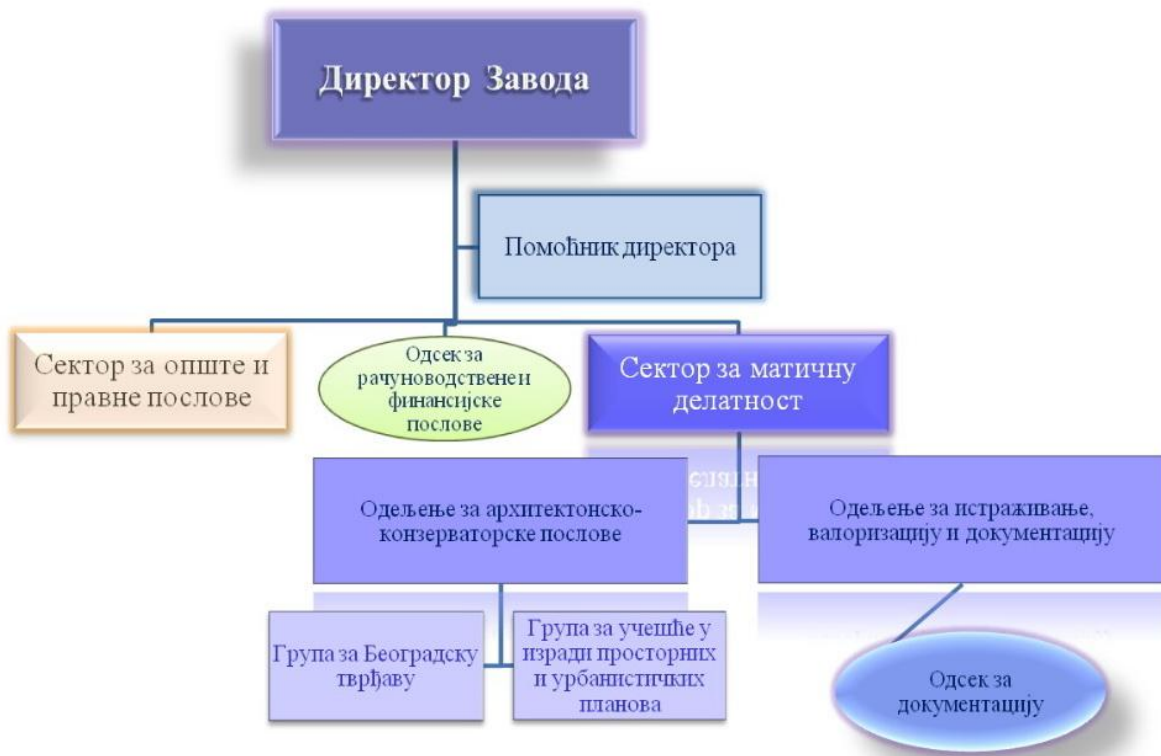 Директор Завода
Помоћник директора
Сектор за опште и
правне послове
Одсек за
рачуноводствене и
финансијске
послове
Сектор за матичну
делатност
Одељење за архитектонско-
конзерваторске послове
Одељење за истраживање,
валоризацију и документацију
Група за Београдску
тврђаву
Група за учешће у
изради просторних
и урбанистичких
планова
Одсек за
документацију